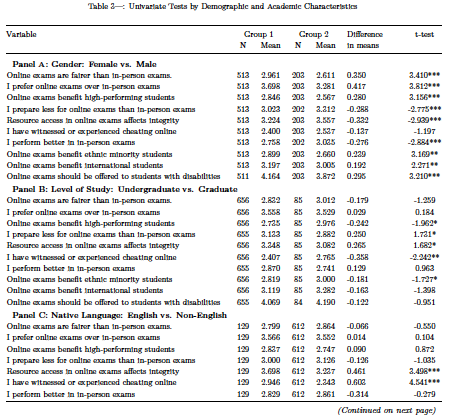 Table 3—: Univariate Tests by Demographic and Academic Characteristics
Variable Group 1 Group 2 Difference t-test
N Mean N Mean in means
Panel A: Gender: Female vs. Male
Online exams are fairer than in-person exams. 513 2.961 203 2.611 0.350 3.410***
I prefer online exams over in-person exams 513 3.698 203 3.281 0.417 3.812***
Online exams benefit high-performing students 513 2.846 203 2.567 0.280 3.156***
I prepare less for online exams than in-person exams 513 3.023 202 3.312 -0.288 -2.775***
Resource access in online exams affects integrity 513 3.224 203 3.557 -0.332 -2.939***
I have witnessed or experienced cheating online 513 2.400 203 2.537 -0.137 -1.197
I perform better in in-person exams 513 2.758 202 3.035 -0.276 -2.884***
Online exams benefit ethnic minority students 513 2.899 203 2.660 0.239 3.169**
Online exams benefit international students 513 3.197 203 3.005 0.192 2.271**
Online exams should be offered to students with disabilities 511 4.164 203 3.872 0.295 3.210***
Panel B: Level of Study: Undergraduate vs. Graduate
Online exams are fairer than in-person exams 656 2.832 85 3.012 -0.179 -1.259
I prefer online exams over in-person exams 656 3.558 85 3.529 0.029 0.184
Online exams benefit high-performing students 656 2.735 85 2.976 -0.242 -1.962*
I prepare less for online exams than in-person exams 655 3.133 85 2.882 0.250 1.731*
Resource access in online exams affects integrity 656 3.348 85 3.082 0.265 1.682*
I have witnessed or experienced cheating online 656 2.407 85 2.765 -0.358 -2.242**
I perform better in in-person exams 655 2.870 85 2.741 0.129 0.963
Online exams benefit ethnic minority students 656 2.819 85 3.000 -0.181 -1.727*
Online exams benefit international students 656 3.119 85 3.282 -0.163 -1.398
Online exams should be offered to students with disabilities 655 4.069 84 4.190 -0.122 -0.951
Panel C: Native Language: English vs. Non-English
Online exams are fairer than in-person exams. 129 2.799 612 2.864 -0.066 -0.550
I prefer online exams over in-person exams 129 3.566 612 3.552 0.014 0.104
Online exams benefit high-performing students 129 2.837 612 2.747 0.090 0.872
I prepare less for online exams than in-person exams 129 3.000 612 3.126 -0.126 -1.035
Resource access in online exams affects integrity 129 3.698 612 3.237 0.461 3.498***
I have witnessed or experienced cheating online 129 2.946 612 2.343 0.603 4.541***
I perform better in in-person exams 129 2.829 612 2.861 -0.314 -0.279
(Continued on next page)